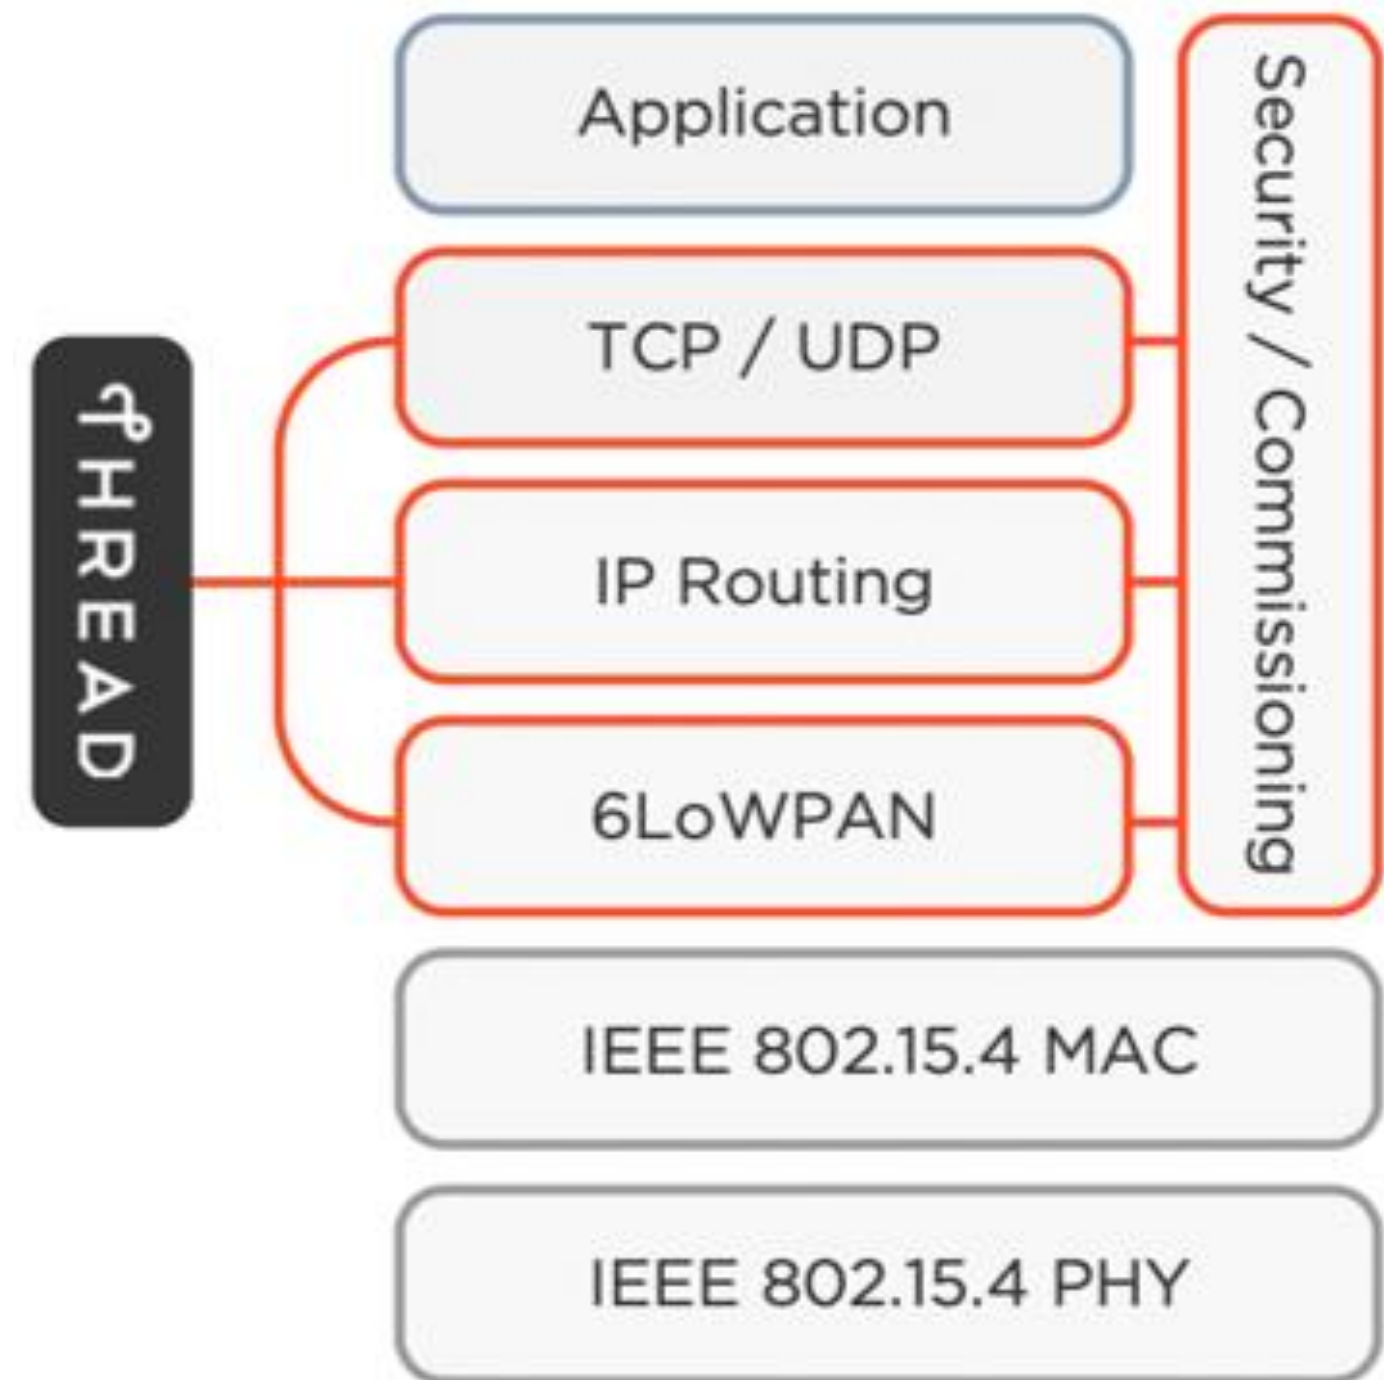 Application
Security / Commissioning
TCP / UDP
THREAD
IP Routing
6LoWPAN
IEEE 802.15.4 MAC
IEEE 802.15.4 PHY